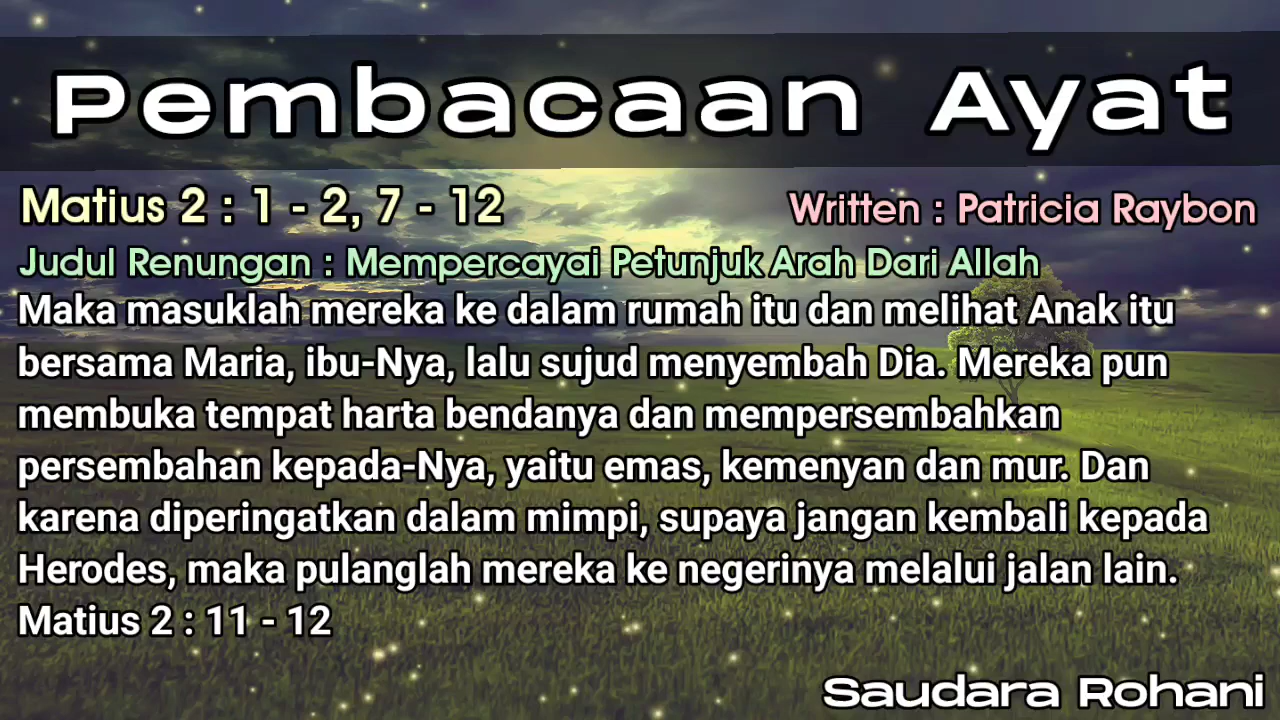 Pembacaan Ayat
Matius 2 : 1 - 2, 7 - 12
Written : Patricia Raybon
Judul Renungan : Mempercayai Petunjuk Arah Dari Allah
Maka masuklah mereka ke dalam rumah itu dan melihat Anak itu
bersama Maria, ibu-Nya, lalu sujud menyembah Dia. Mereka pun
membuka tempat harta bendanya dan mempersembahkan
persembahan kepada-Nya, yaitu emas, kemenyan dan mur. Dan
karena diperingatkan dalam mimpi, supaya jangan kembali kepada
Herodes, maka pulanglah mereka ke negerinya melalui jalan lain.
Matius 2 : 11 - 12
Saudara Rohani